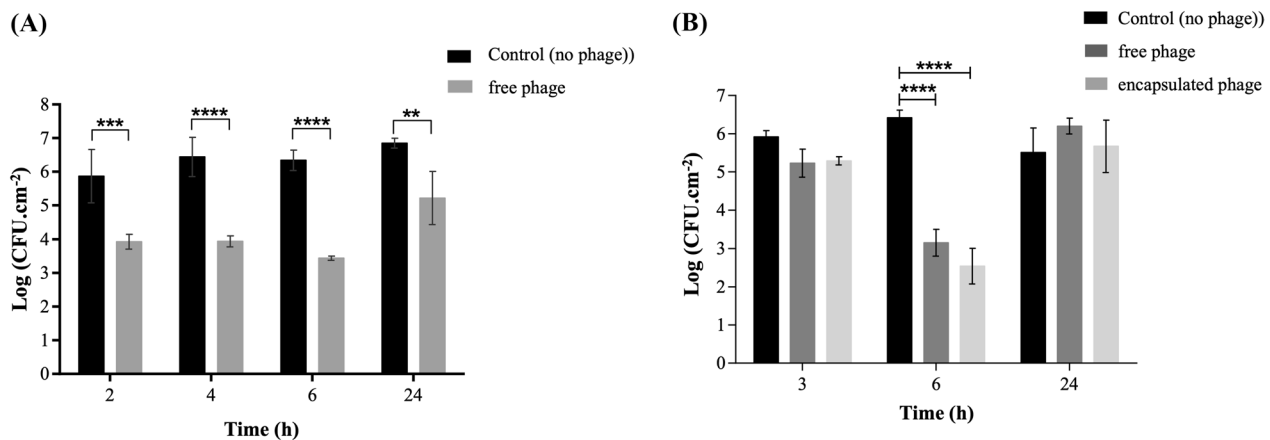 (A)
Control (no phage))
free phage
Log (CFU.cm-2)
8
7
6
5
4
3
2
1
0
***
****
****
**
2 4 6 24
Time (h)
(B)
Control (no phage))
free phage
encapsulated phage
Log (CFU.cm-2)
7
6
5
4
3
2
1
0
****
****
3 6 24
Time (h)